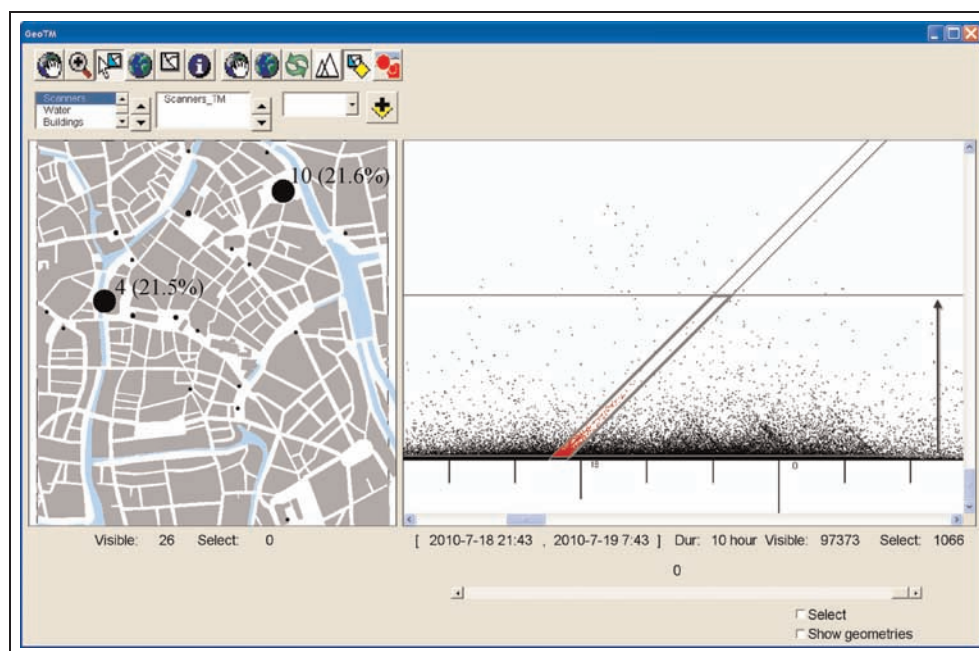 GeoTM
Scanners
Water
Buildings
Scanners_TM
10 (21.6%)
4 (21.5%)
18
0
Visible: 26 Select: 0
[ 2010-7-18 21:43 , 2010-7-19 7:43 ] Dur: 10 hour Visible: 97373 Select: 1066
0
Select
Show geometries